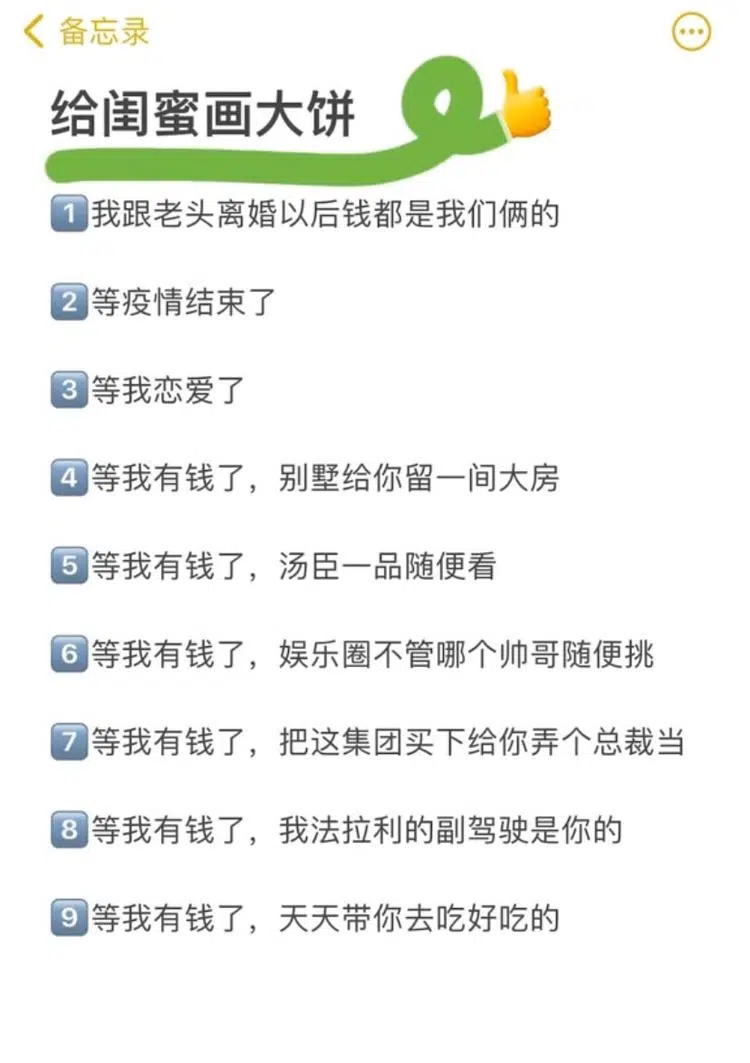 备忘录
给闺蜜画大饼
1我跟老头离婚以后钱都是我们俩的
2等疫情结束了
3等我恋爱了
4等我有钱了，别墅给你留一间大房
5等我有钱了，汤臣一品随便看
6等我有钱了，娱乐圈不管哪个帅哥随便挑
7等我有钱了，把这集团买下给你弄个总裁当
8等我有钱了，我法拉利的副驾驶是你的
9等我有钱了，天天带你去吃好吃的